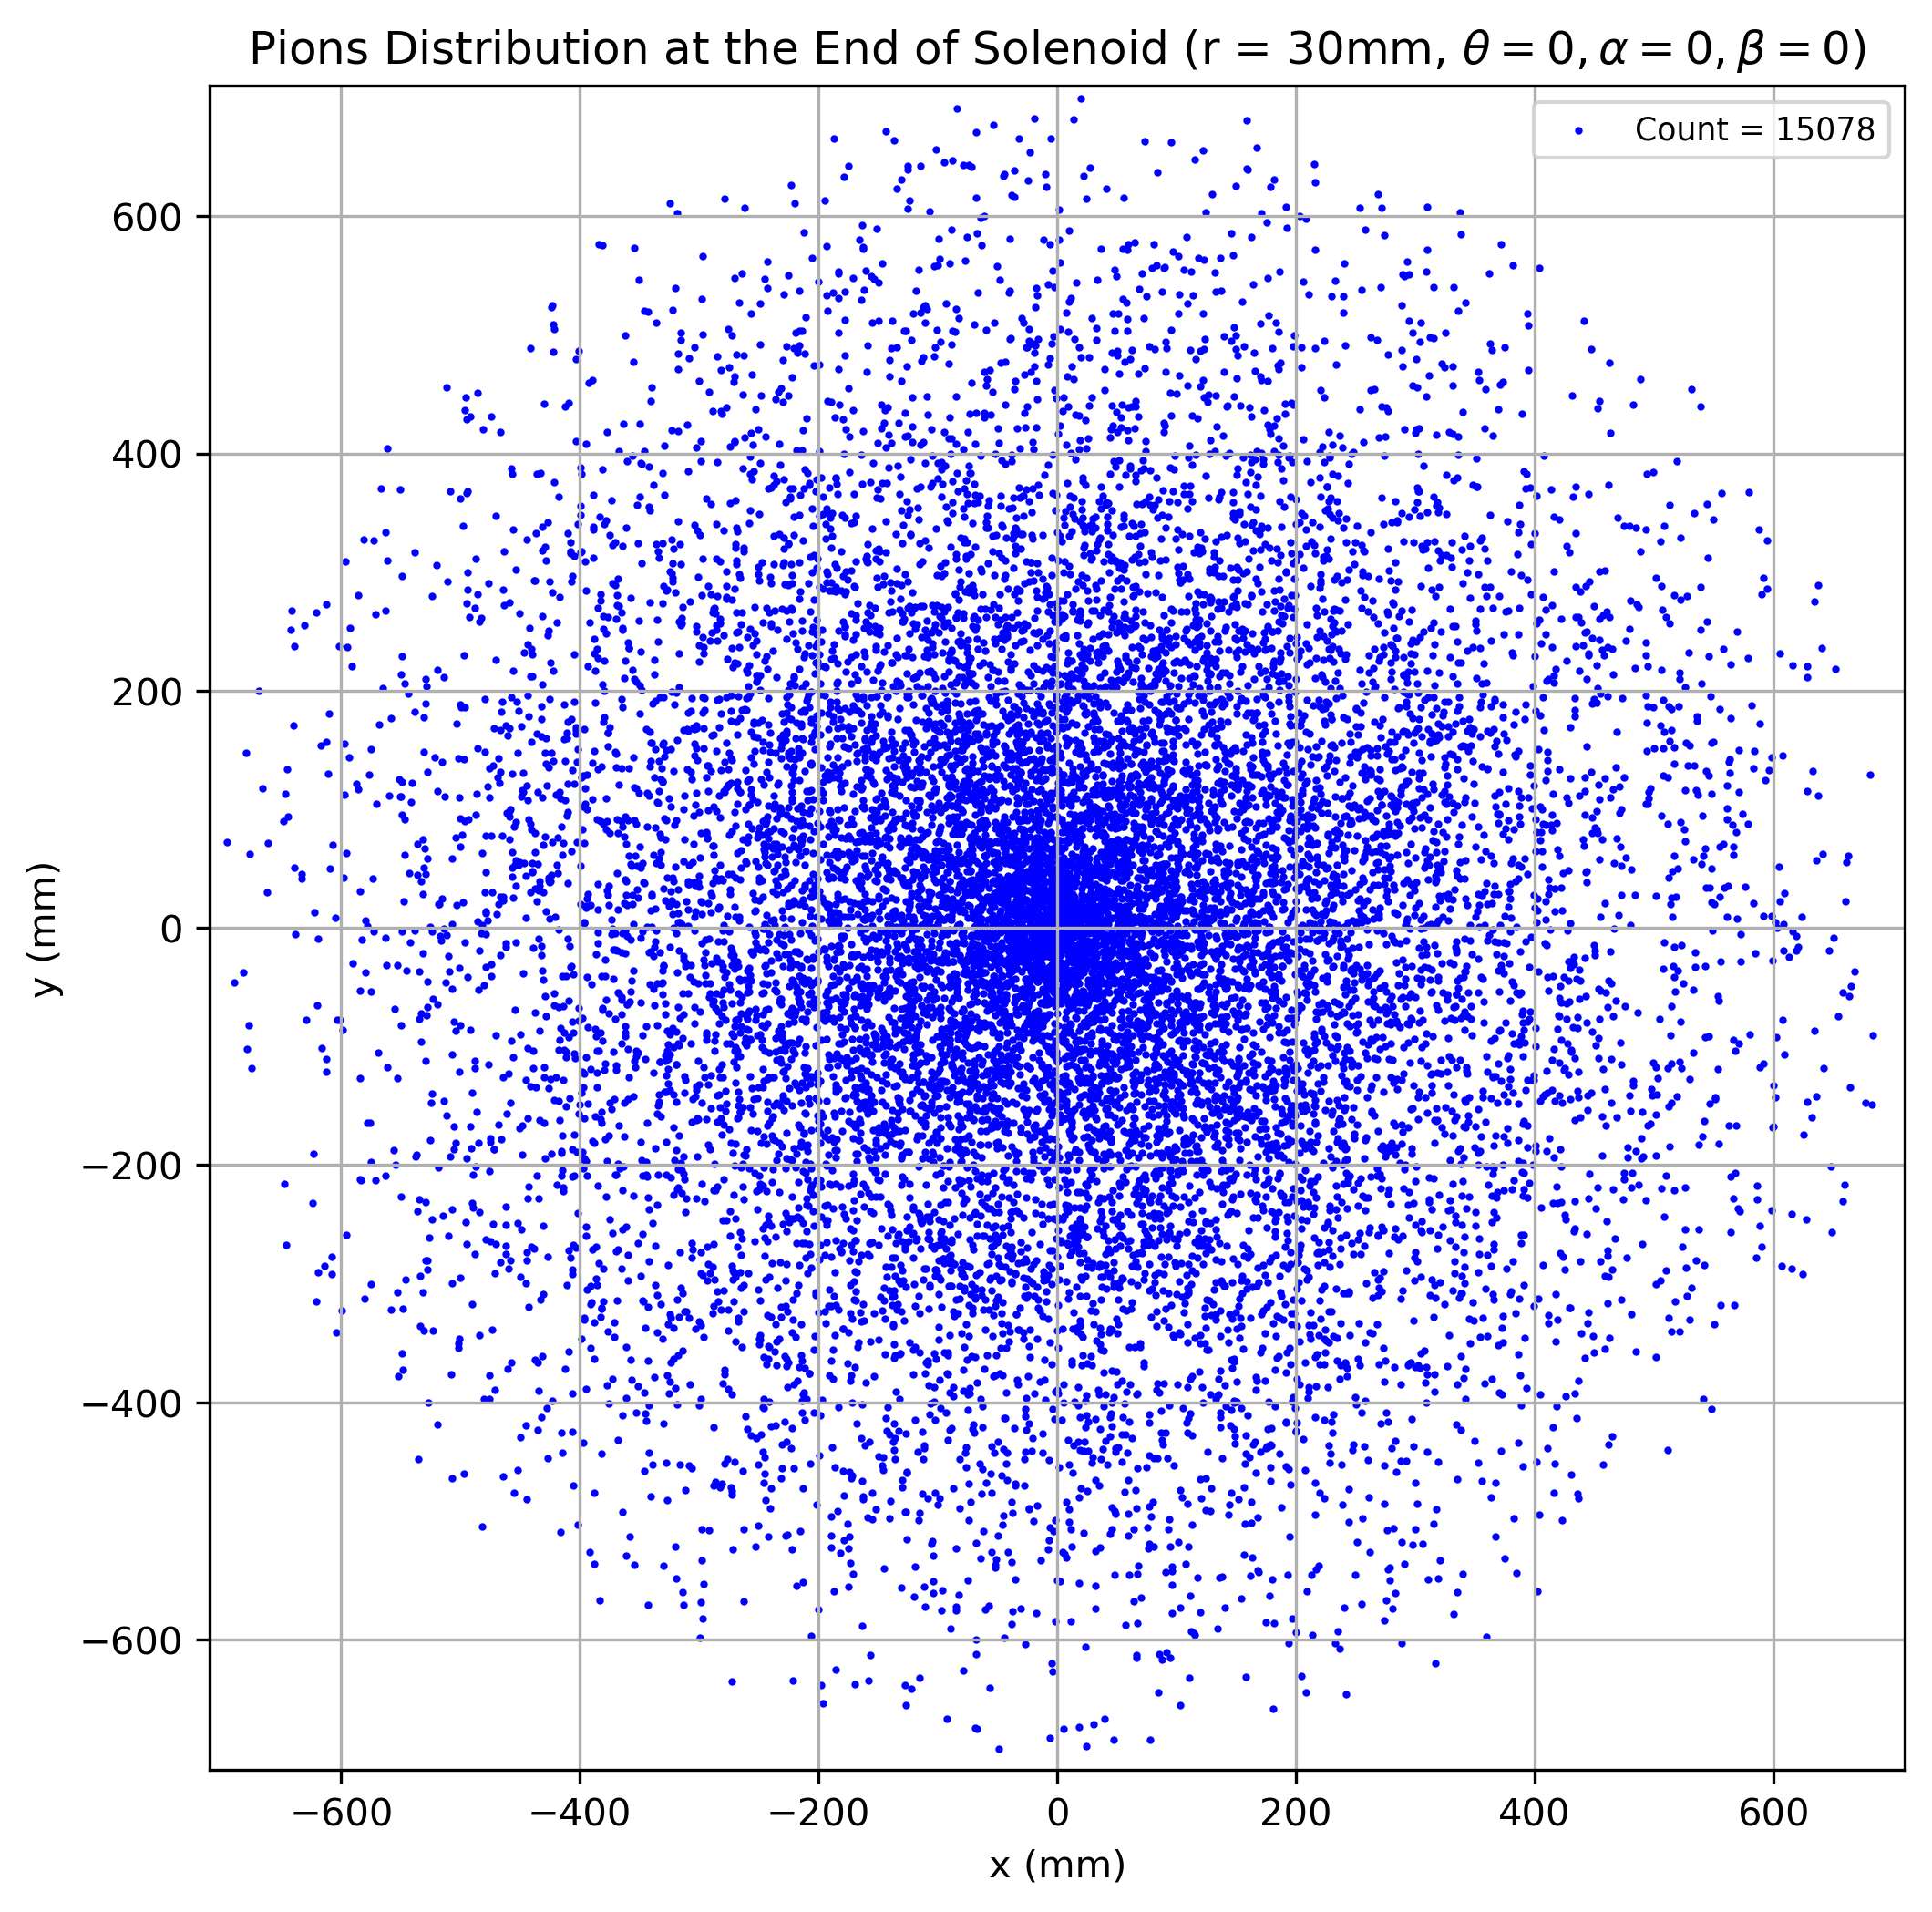 Pions Distribution at the End of Solenoid (r = 30mm, θ = 0, α = 0, β = 0)
Count = 15078
600
400
200
0
−200
−400
−600
y (mm)
−600 −400 −200 0 200 400 600
x (mm)